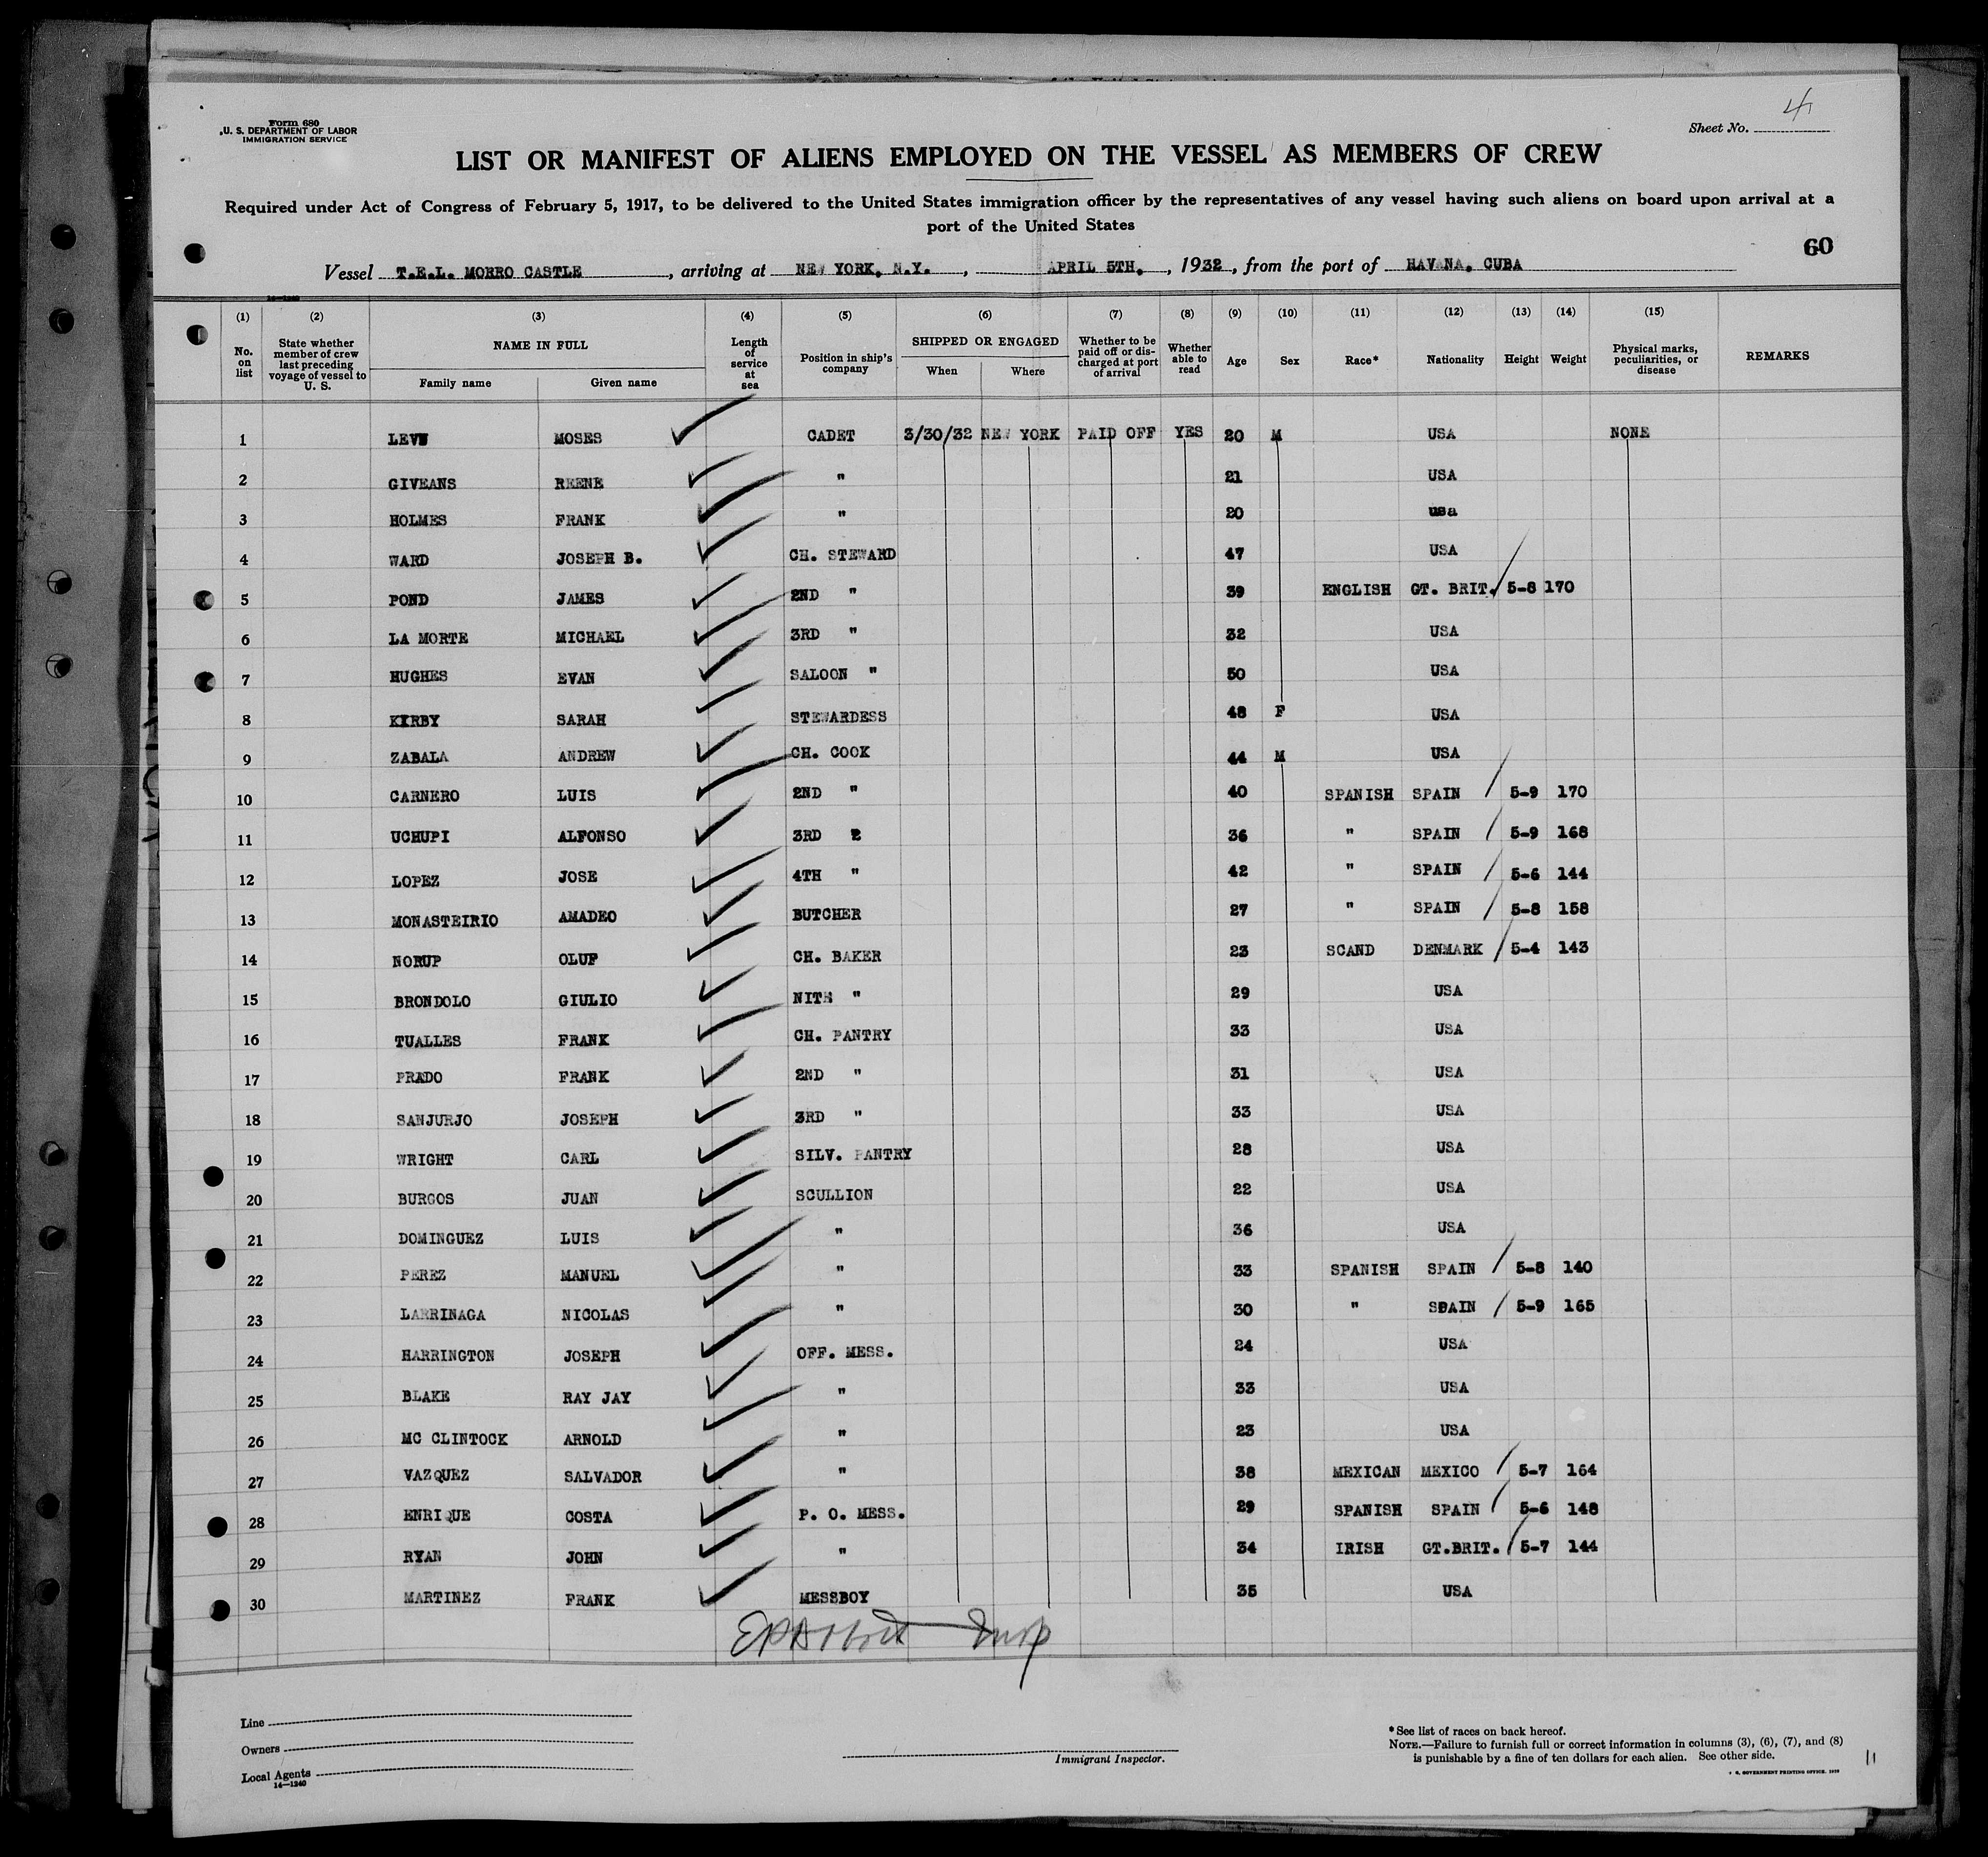 Form 680
U. S. DEPARTMENT OF LABOR
IMMIGRATION SERVICE
Sheet No. 4
LIST OR MANIFEST OF ALIENS EMPLOYED ON THE VESSEL AS MEMBERS OF CREW
Required under Act of Congress of February 5, 1917, to be delivered to the United States immigration officer by the representatives of any vessel having such aliens on board upon arrival at a
port of the United States
60
Vessel T.E.L. MORRO CASTLE, arriving at NEW YORK, N.Y., APRIL 5TH., 1932, from the port of HAVANA. CUBA
14—1240
(1) (2) (3) (4) (5) (6) (7) (8) (9) (10) (11) (12) (13) (14) (15)
No. on list State whether member of crew last preceding voyage of vessel to U. S. NAME IN FULL Family name Given name Length of service at sea Position in ship's company SHIPPED OR ENGAGED When Where Whether to be paid off or discharged at port of arrival Whether able to read Age Sex Race* Nationality Height Weight Physical marks, peculiarities, or disease REMARKS
1 MOSES CADET 3/30/32 NEW YORK PAID OFF YES 20 M USA NONE
2 GIVEANS REENE " 21 USA
3 HOLMES FRANK " 20 usa
4 WARD JOSEPH B. CH. STEWARD 47 USA
5 POND JAMES 2ND " 39 ENGLISH GT. BRIT. 5-8 170
6 LA MORTE MICHAEL 3RD " 32 USA
7 HUGHES EVAN SALOON " 50 USA
8 KIRBY SARAH STEWARDESS 48 F USA
9 ZABALA ANDREW CH. COOK 44 M USA
10 CARNERO LUIS 2ND " 40 SPANISH SPAIN 5-9 170
11 UCHUPI ALFONSO 3RD 2 36 " SPAIN 5-9 168
12 LOPEZ JOSE 4TH " 42 " SPAIN 5-6 144
13 MONASTEIRIO AMADEO BUTCHER 27 " SPAIN 5-8 158
14 NORUP OLUF CH. BAKER 23 SCAND DENMARK 5-4 143
15 BRONDOLO GIULIO NITE " 29 USA
16 TUALLES FRANK CH. PANTRY 33 USA
17 PRADO FRANK 2ND " 31 USA
18 SANJURJO JOSEPH 3RD " 33 USA
19 WRIGHT CARL SILV. PANTRY 28 USA
20 BURGOS JUAN SCULLION 22 USA
21 DOMINGUEZ LUIS " 36 USA
22 PEREZ MANUEL " 33 SPANISH SPAIN 5-8 140
23 LARRINAGA NICOLAS " 30 " SPAIN 5-9 165
24 HARRINGTON JOSEPH OFF. MESS. 24 USA
25 BLAKE RAY JAY " 33 USA
26 MC CLINTOCK ARNOLD " 23 USA
27 VAZQUEZ SALVADOR " 38 MEXICAN MEXICO 5-7 164
28 ENRIQUE COSTA P. O. MESS. 29 SPANISH SPAIN 5-6 148
29 RYAN JOHN " 34 IRISH GT.BRIT. 5-7 144
30 MARTINEZ FRANK MESSBOY 35 USA
Line
Owners
Local Agents
14—1240
Immigrant Inspector.
*See list of races on back hereof.
NOTE.—Failure to furnish full or correct information in columns (3), (6), (7), and (8)
is punishable by a fine of ten dollars for each alien. See other side.